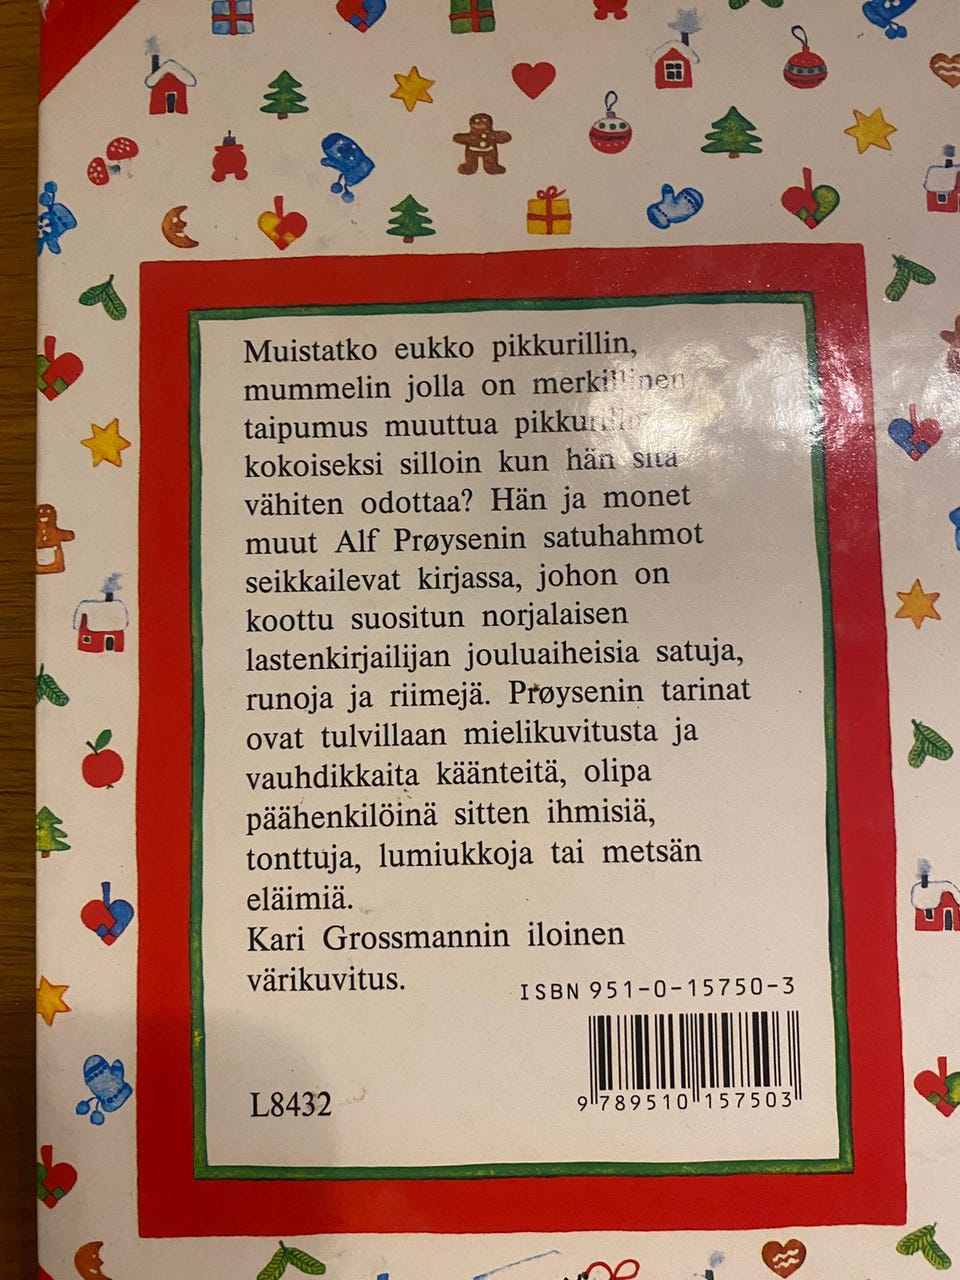 Muistatko eukko pikkurillin,
mummelin jolla on merkillinen
taipumus muuttua pikkurillin
kokoiseksi silloin kun hän sitä
vähiten odottaa? Hän ja monet
muut Alf Prøysenin satuhahmot
seikkailevat kirjassa, johon on
koottu suositun norjalaisen
lastenkirjailijan jouluaiheisia satuja,
runoja ja riimejä. Prøysenin tarinat
ovat tulvillaan mielikuvitusta ja
vauhdikkaita käänteitä, olipa
päähenkilöinä sitten ihmisiä,
tonttuja, lumiukkoja tai metsän
eläimiä.
Kari Grossmannin iloinen
värikuvitus.
ISBN 951-0-15750-3
9 789510 157503
L8432